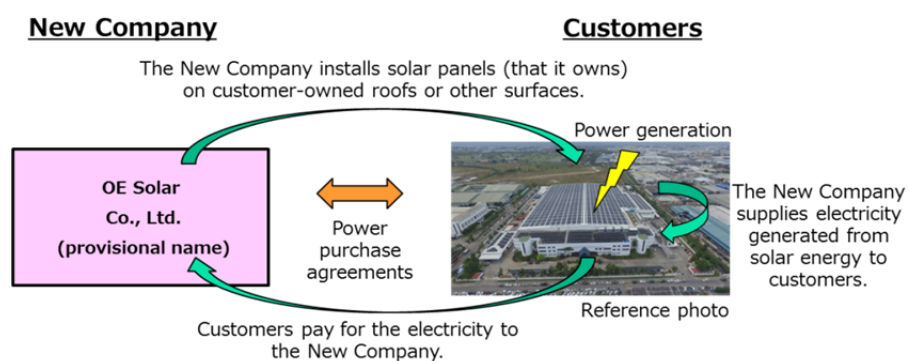 New Company
Customers
The New Company installs solar panels (that it owns)
on customer-owned roofs or other surfaces.
Power generation
OE Solar
Co., Ltd.
(provisional name)
Power
purchase
agreements
The New Company
supplies electricity
generated from
solar energy to
customers.
Reference photo
Customers pay for the electricity to
the New Company.